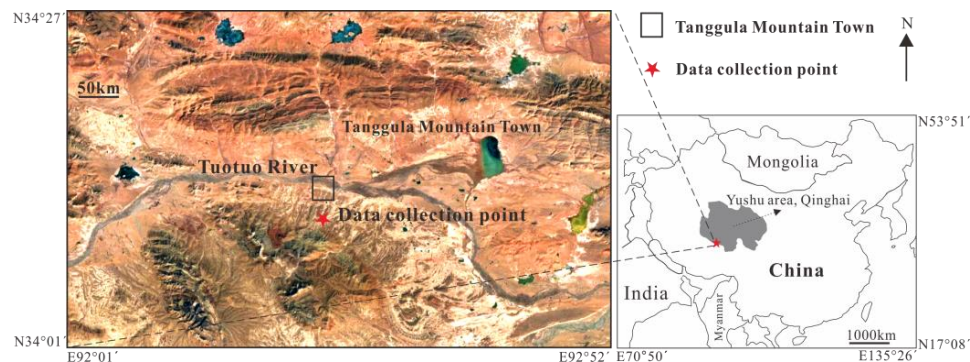 N34°27′
50km
Tanggula Mountain Town
Tuotuo River
Data collection point
N34°01′
E92°01′
E92°52′
Tanggula Mountain Town
Data collection point
N
N53°51′
Mongolia
Yushu area, Qinghai
China
India
Myanmar
1000km
N17°08′
E70°50′
E135°26′